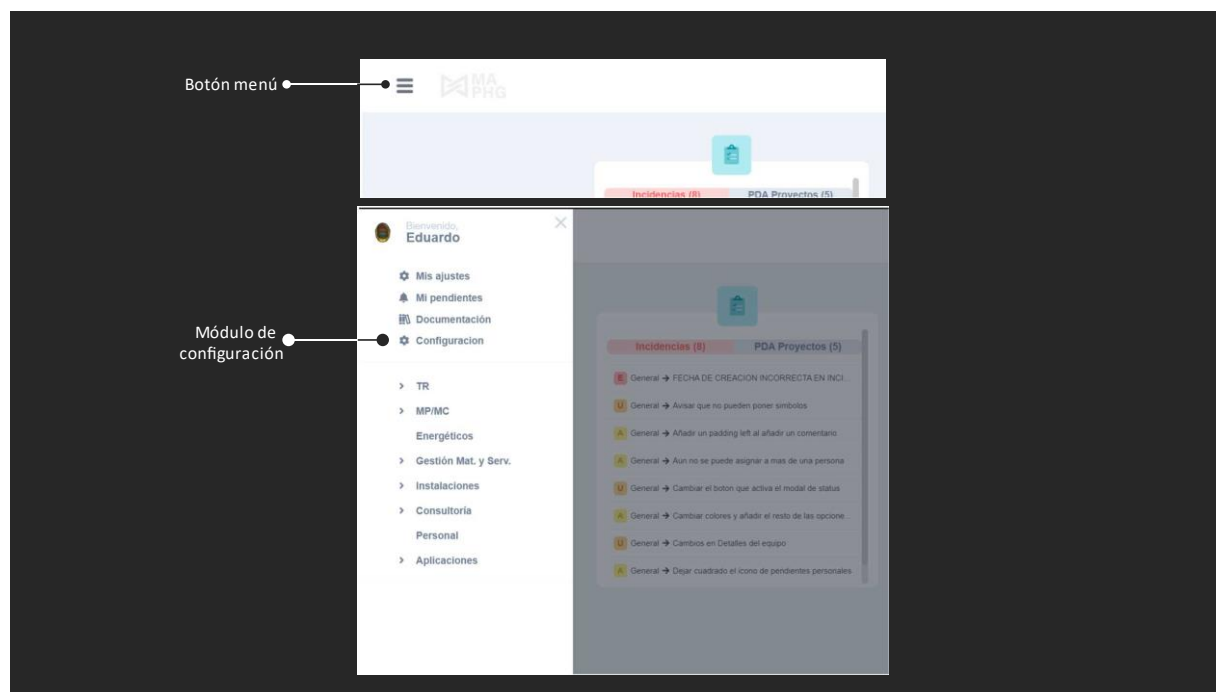 Botón menú
MA
PHG
Incidencias (8) PDA Proyectos (5)
Bienvenido,
Eduardo
Mis ajustes
Mi pendientes
Documentación
Módulo de
configuración
Configuracion
TR
MP/MC
Energéticos
Gestión Mat. y Serv.
Instalaciones
Consultoria
Personal
Aplicaciones
Incidencias (8) PDA Proyectos (5)
E General → FECHA DE CREACION INCORRECTA EN INCI...
U General → Avisar que no pueden poner simbolos
A General → Añadir un padding left al añadir un comentario
A General → Aun no se puede asignar a mas de una persona
U General → Cambiar el boton que activa el modal de status
A General → Cambiar colores y añadir el resto de las opcione...
U General → Cambios en Detalles del equipo
A General → Dejar cuadrado el icono de pendientes personales